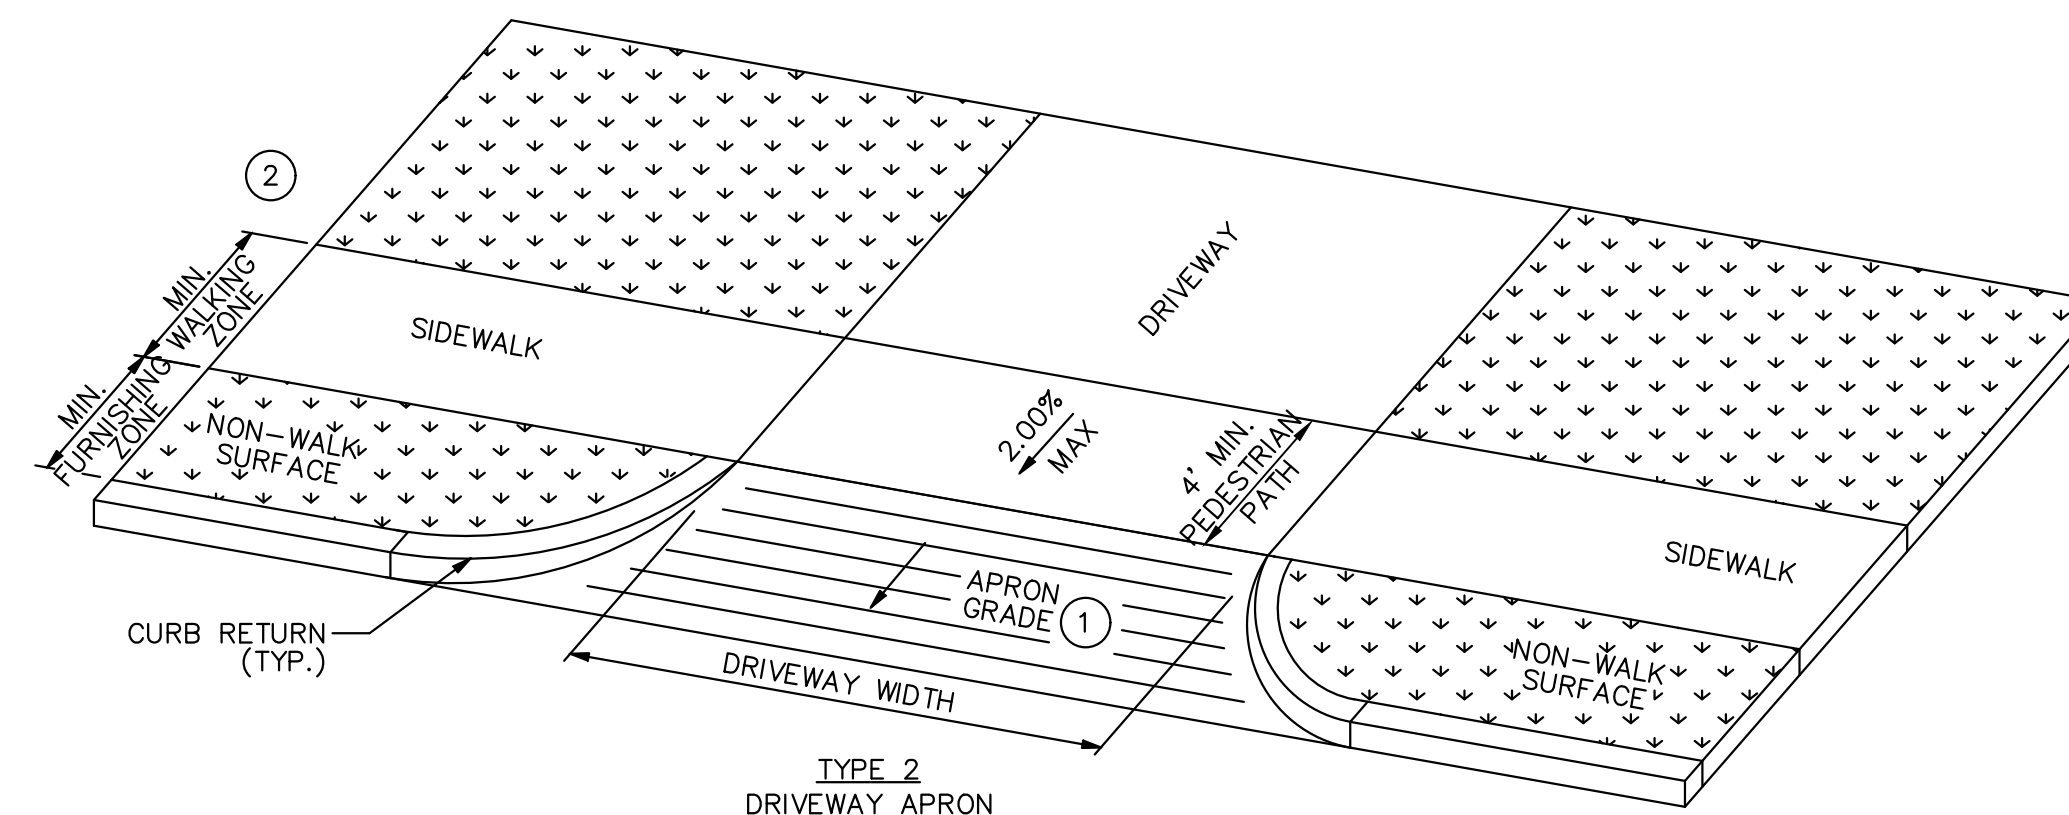 2
MIN.
WALKING
ZONE
MIN.
FURNISHING
ZONE
SIDEWALK
NON-WALK
SURFACE
DRIVEWAY
2.00%
MAX
4' MIN.
PEDESTRIAN
PATH
SIDEWALK
NON-WALK
SURFACE
APRON
GRADE 1
CURB RETURN
(TYP.)
DRIVEWAY WIDTH
TYPE 2
DRIVEWAY APRON